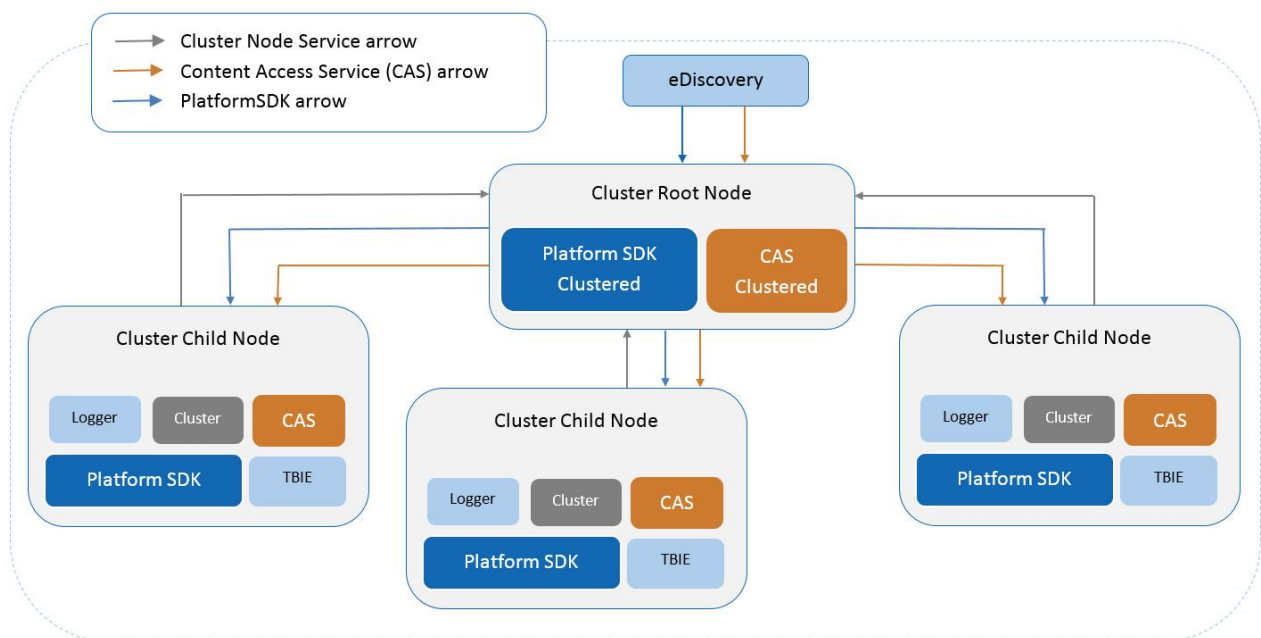 Cluster Node Service arrow
Content Access Service (CAS) arrow
PlatformSDK arrow
eDiscovery
Cluster Root Node
Platform SDK
Clustered
CAS
Clustered
Cluster Child Node
Logger
Cluster
CAS
Platform SDK
TBIE
Cluster Child Node
Logger
Cluster
CAS
Platform SDK
TBIE
Cluster Child Node
Logger
Cluster
CAS
Platform SDK
TBIE